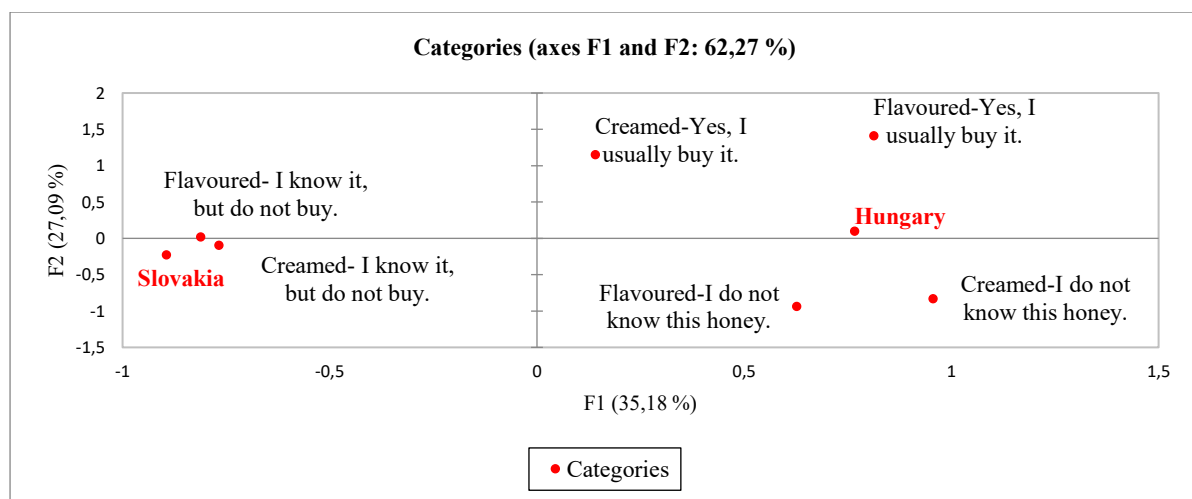 Categories (axes F1 and F2: 62,27 %)
2
1,5
1
0,5
0
-0,5
-1
-1,5
F2 (27,09 %)
Flavoured- I know it,
but do not buy.
Slovakia
Creamed- I know it,
but do not buy.
Creamed-Yes, I
usually buy it.
Flavoured-Yes, I
usually buy it.
Hungary
Flavoured-I do not
know this honey.
Creamed-I do not
know this honey.
-1
-0,5
0
0,5
1
1,5
F1 (35,18 %)
Categories